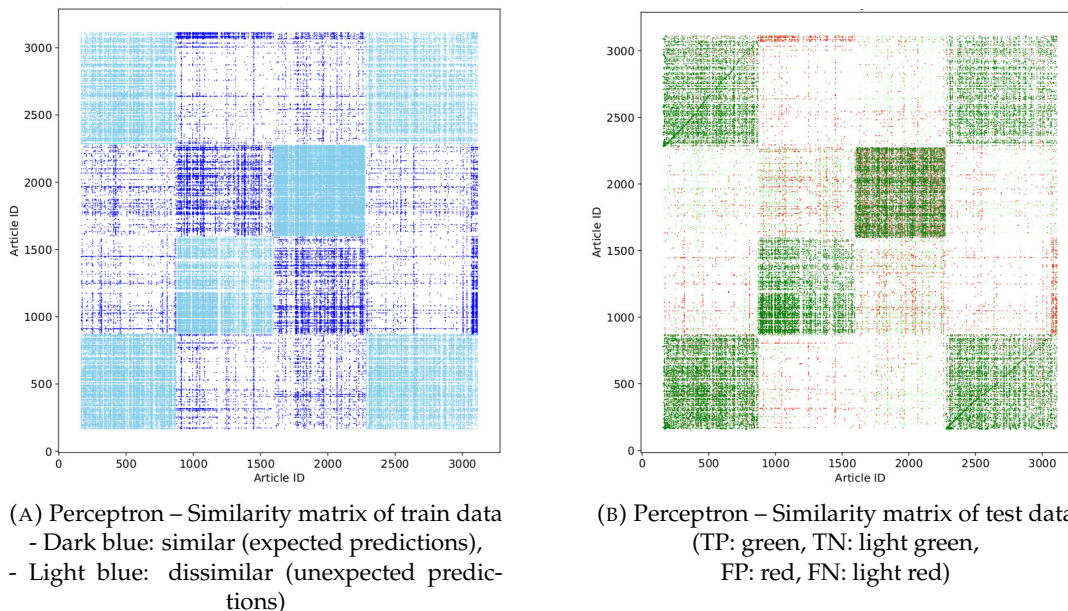 3000
2500
2000
1500
1000
500
0
Article ID
0 500 1000 1500 2000 2500 3000
Article ID
3000
2500
2000
1500
1000
500
0
Article ID
0 500 1000 1500 2000 2500 3000
Article ID
(A) Perceptron – Similarity matrix of train data
- Dark blue: similar (expected predictions),
- Light blue: dissimilar (unexpected predic-
tions)
(B) Perceptron – Similarity matrix of test data
(TP: green, TN: light green,
FP: red, FN: light red)